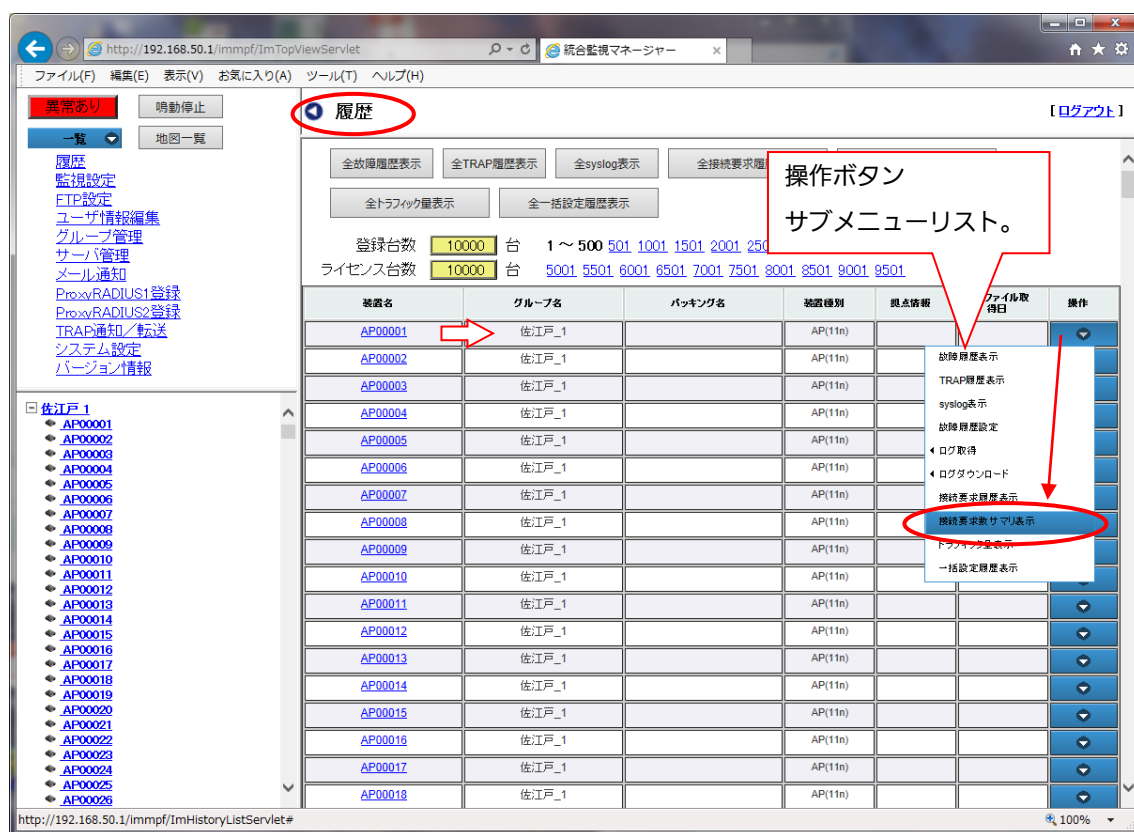 http://192.168.50.1/immpf/ImTopViewServlet
統合監視マネージャー ×
ファイル(F) 編集(E) 表示(V) お気に入り(A) ツール(T) ヘルプ(H)
異常あり 鳴動停止
一覧 地図一覧
履歴
監視設定
FTP設定
ユーザ情報編集
グループ管理
サーバ管理
メール通知
ProxyRADIUS1登録
ProxyRADIUS2登録
TRAP通知／転送
システム設定
バージョン情報
佐江戸 1
AP00001
AP00002
AP00003
AP00004
AP00005
AP00006
AP00007
AP00008
AP00009
AP00010
AP00011
AP00012
AP00013
AP00014
AP00015
AP00016
AP00017
AP00018
AP00019
AP00020
AP00021
AP00022
AP00023
AP00024
AP00025
AP00026
履歴 [ログアウト]
全故障履歴表示 全TRAP履歴表示 全syslog表示 全接続要求履
全トラフィック量表示 全一括設定履歴表示
操作ボタン
サブメニューリスト。
登録台数 10000 台 1 ～ 500 501 1001 1501 2001 250
ライセンス台数 10000 台 5001 5501 6001 6501 7001 7501 8001 8501 9001 9501
装置名 グループ名 パッキング名 装置種別 拠点情報 ファイル取得日 操作
AP00001 佐江戸_1 AP(11n)
AP00002 佐江戸_1 AP(11n)
AP00003 佐江戸_1 AP(11n)
AP00004 佐江戸_1 AP(11n)
AP00005 佐江戸_1 AP(11n)
AP00006 佐江戸_1 AP(11n)
AP00007 佐江戸_1 AP(11n)
AP00008 佐江戸_1 AP(11n)
AP00009 佐江戸_1 AP(11n)
AP00010 佐江戸_1 AP(11n)
AP00011 佐江戸_1 AP(11n)
AP00012 佐江戸_1 AP(11n)
AP00013 佐江戸_1 AP(11n)
AP00014 佐江戸_1 AP(11n)
AP00015 佐江戸_1 AP(11n)
AP00016 佐江戸_1 AP(11n)
AP00017 佐江戸_1 AP(11n)
AP00018 佐江戸_1 AP(11n)
故障履歴表示
TRAP履歴表示
syslog表示
故障履歴設定
ログ取得
ログダウンロード
接続要求履歴表示
接続要求数サマリ表示
トラフィック量表示
一括設定履歴表示
http://192.168.50.1/immpf/ImHistoryListServlet# 100%